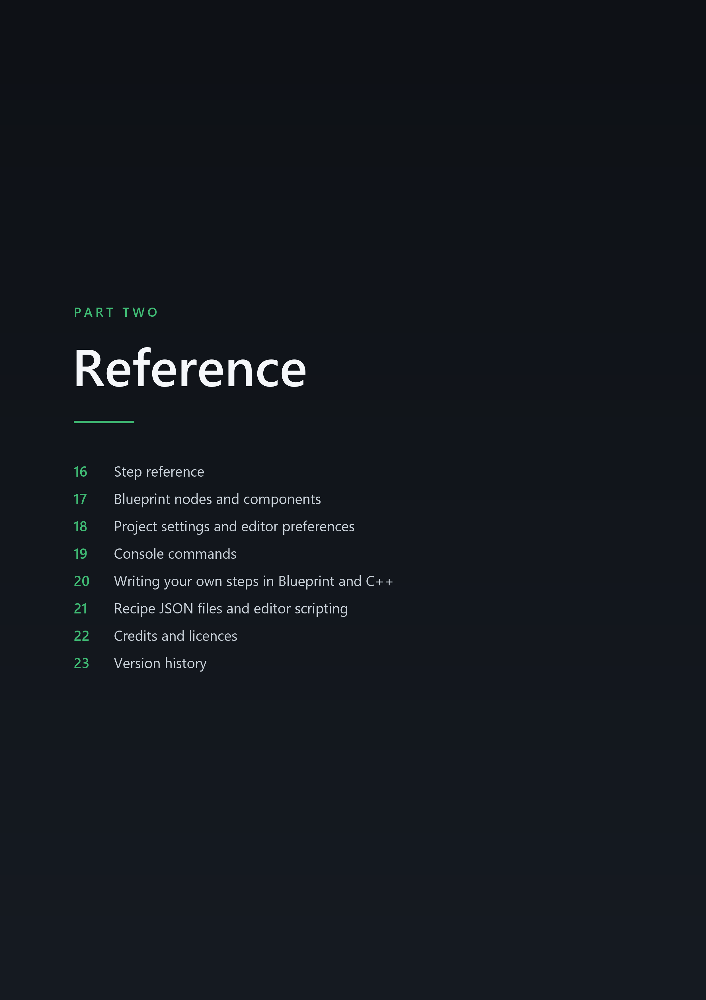 PART TWO
Reference
16 Step reference
17 Blueprint nodes and components
18 Project settings and editor preferences
19 Console commands
20 Writing your own steps in Blueprint and C++
21 Recipe JSON files and editor scripting
22 Credits and licences
23 Version history